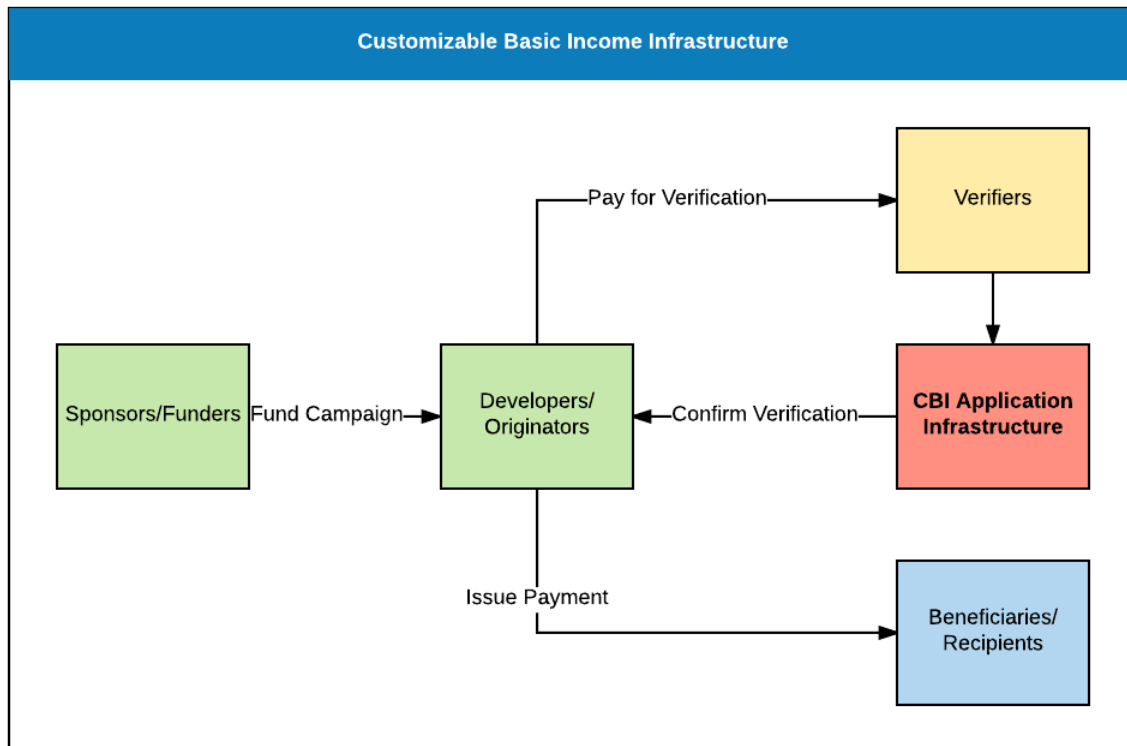 Customizable Basic Income Infrastructure
Pay for Verification
Verifiers
Sponsors/Funders
Fund Campaign
Developers/
Originators
Confirm Verification
CBI Application
Infrastructure
Issue Payment
Beneficiaries/
Recipients